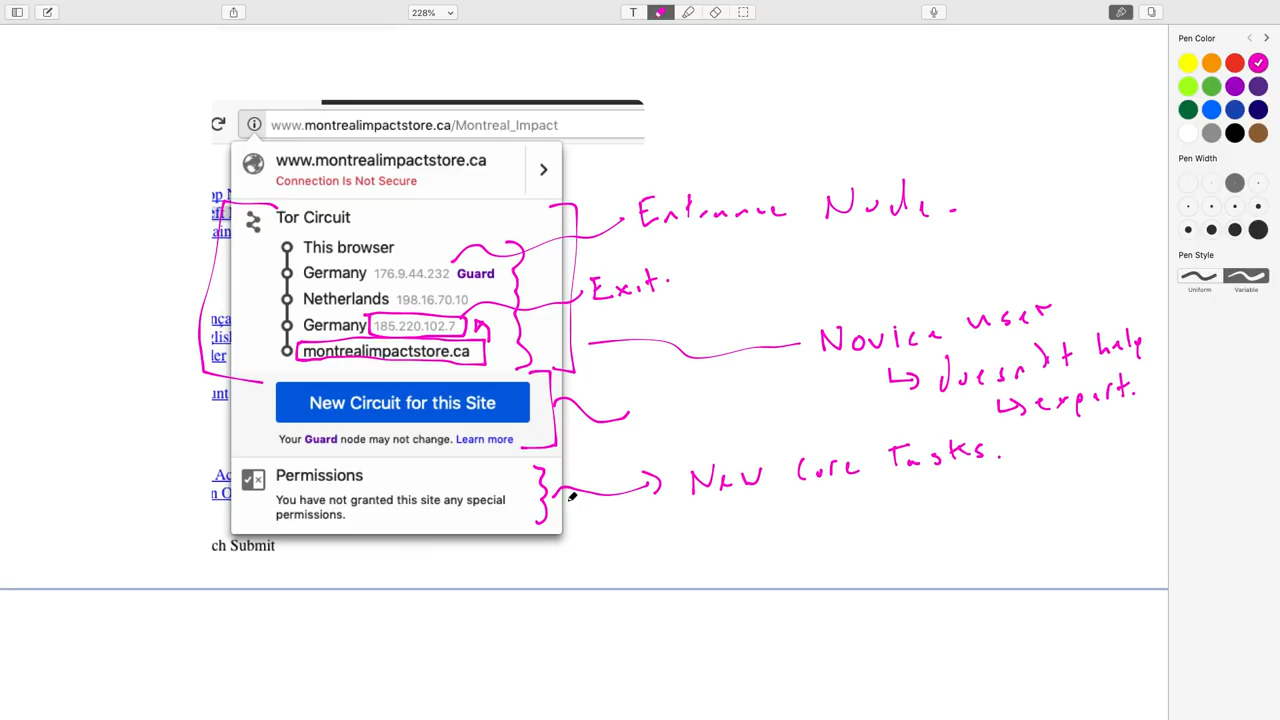 228%
T
Pen Color
www.montrealimpactstore.ca/Montreal_Impact
www.montrealimpactstore.ca
Connection Is Not Secure
Pen Width
op N
Tor Circuit
Entrance Node.
This browser
Germany 176.9.44.232 Guard
Exit.
Pen Style
Uniform Variable
Netherlands 198.16.70.10
Germany 185.220.102.7
montrealimpactstore.ca
Novice user
↳ doesn't help
↳ expert.
New Circuit for this Site
Your Guard node may not change. Learn more
New Core Tasks.
Permissions
You have not granted this site any special
permissions.
ch Submit